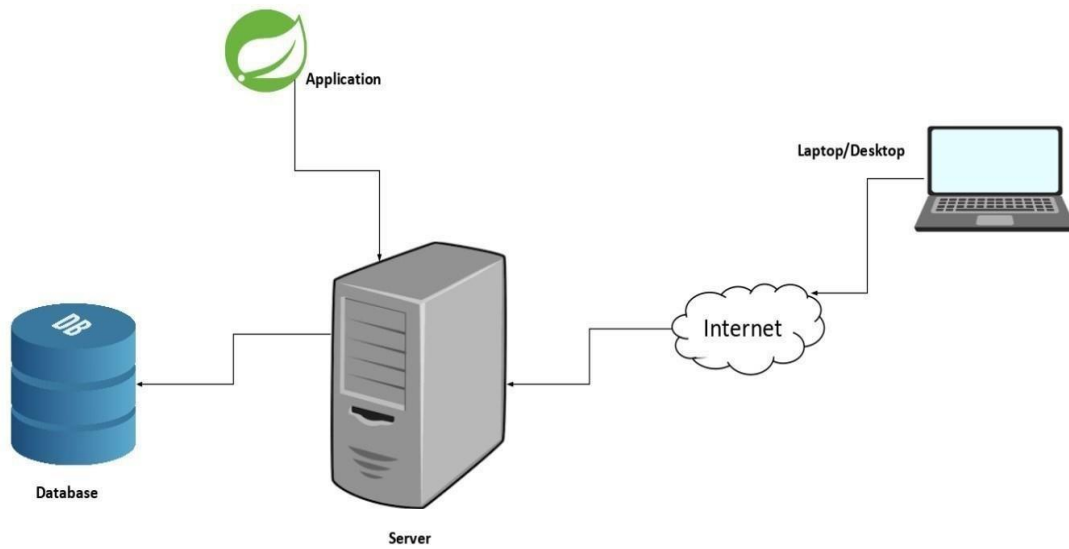 Application
Laptop/Desktop
Internet
DB
Database
Server